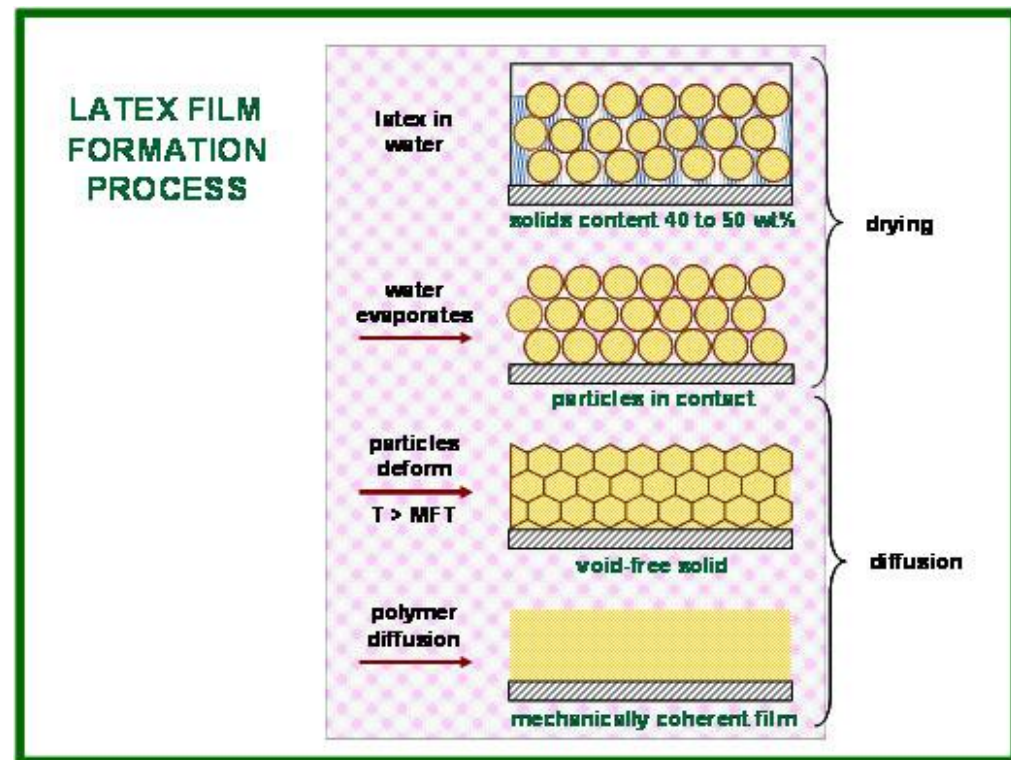 LATEX FILM
FORMATION
PROCESS
latex in
water
solids content 40 to 50 wt%
drying
water
evaporates
particles in contact
particles
deform
T > MFT
void-free solid
diffusion
polymer
diffusion
mechanically coherent film